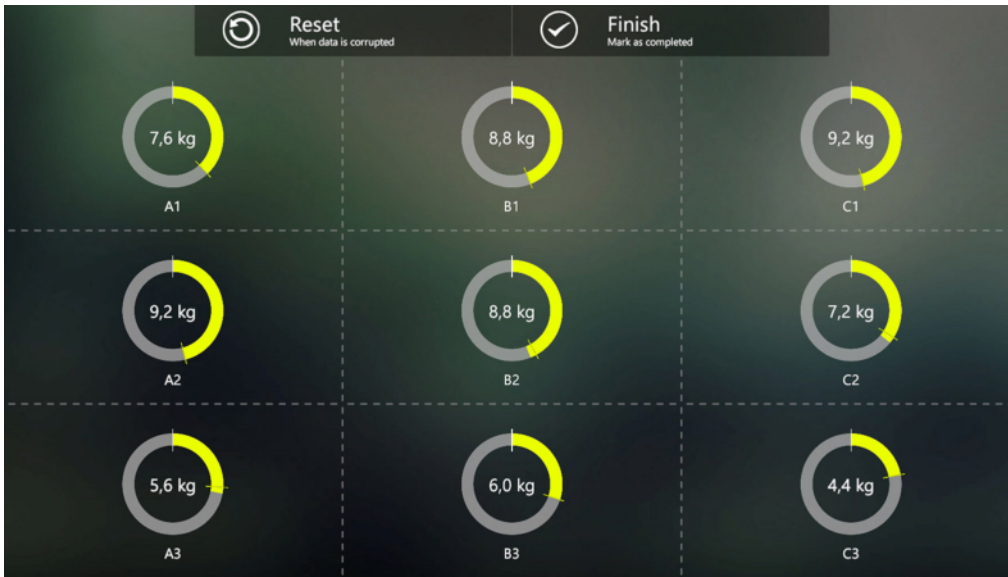 Reset
When data is corrupted
Finish
Mark as completed
7,6 kg
8,8 kg
9,2 kg
A1
B1
C1
9,2 kg
8,8 kg
7,2 kg
A2
B2
C2
5,6 kg
6,0 kg
4,4 kg
A3
B3
C3